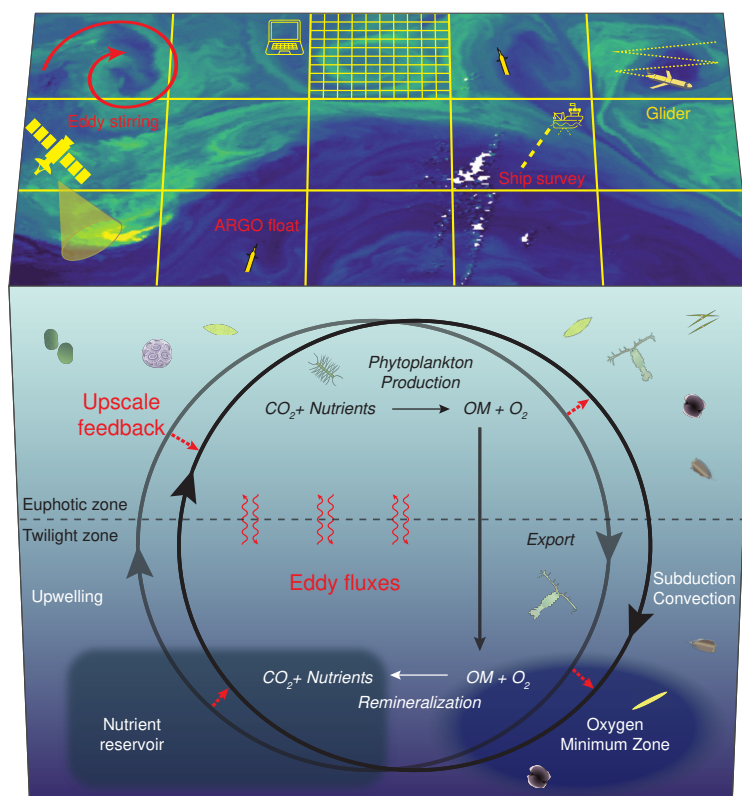 Eddy stirring
Glider
Ship survey
ARGO float
Phytoplankton
Production
CO₂+ Nutrients
OM + O₂
Upscale
feedback
Euphotic zone
Twilight zone
Export
Eddy fluxes
Upwelling
Subduction
Convection
CO₂+ Nutrients
OM + O₂
Remineralization
Nutrient
reservoir
Oxygen
Minimum Zone